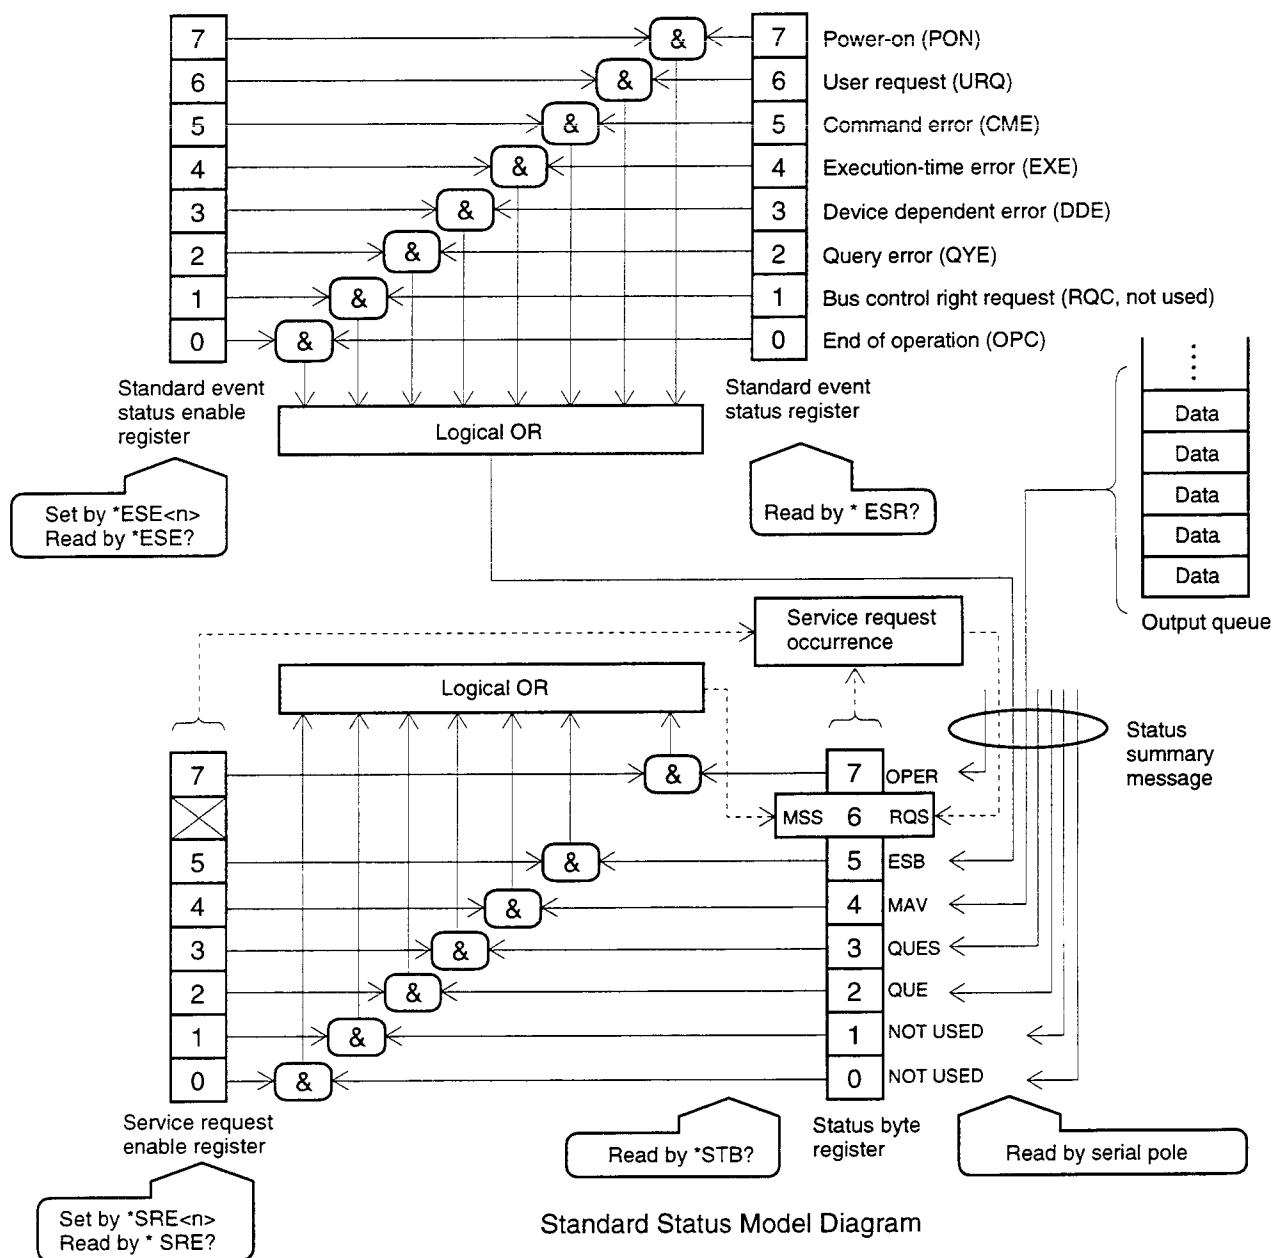 7 & 7 Power-on (PON)
6 & 6 User request (URQ)
5 & 5 Command error (CME)
4 & 4 Execution-time error (EXE)
3 & 3 Device dependent error (DDE)
2 & 2 Query error (QYE)
1 & 1 Bus control right request (RQC, not used)
0 & 0 End of operation (OPC)
Standard event
status enable
register
Logical OR
Standard event
status register
Set by *ESE<n>
Read by *ESE?
Read by * ESR?
Data
Data
Data
Data
Data
Output queue
Service request
occurrence
Logical OR
Status
summary
message
7 & 7 OPER
MSS 6 RQS
5 & 5 ESB
4 & 4 MAV
3 & 3 QUES
2 & 2 QUE
1 & 1 NOT USED
0 & 0 NOT USED
Service request
enable register
Read by *STB?
Status byte
register
Read by serial pole
Set by *SRE<n>
Read by * SRE?
Standard Status Model Diagram